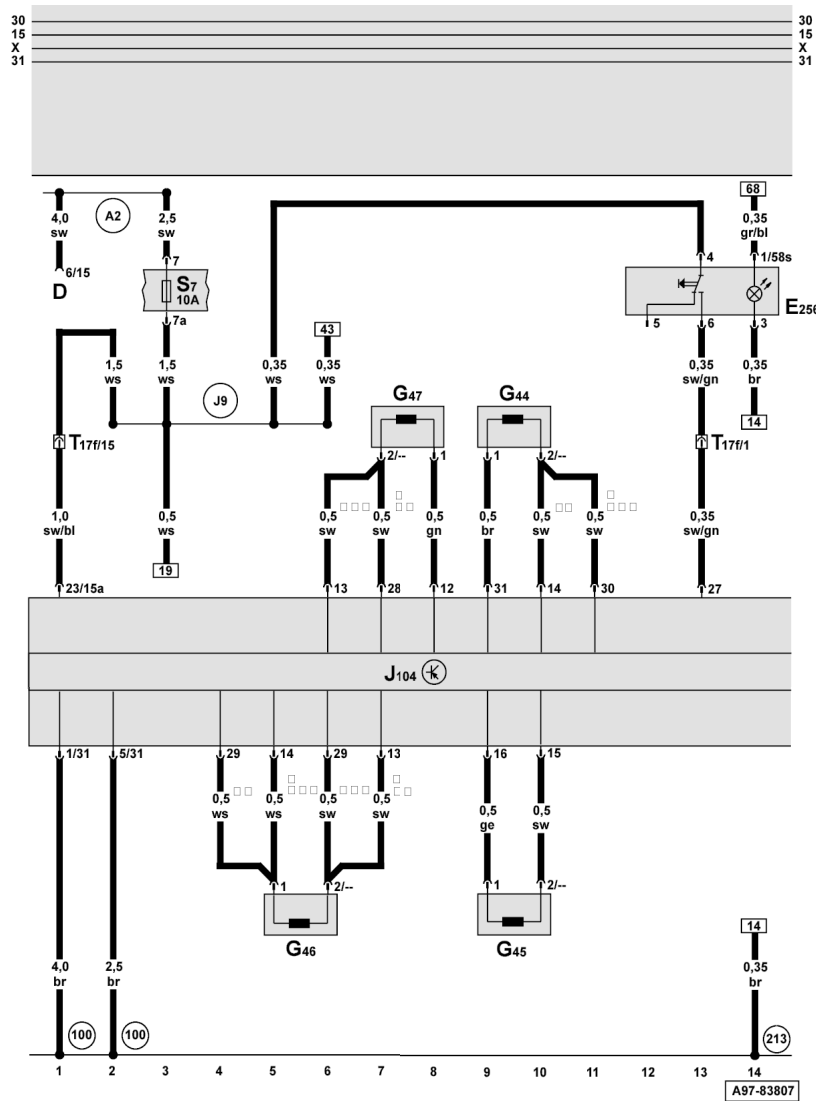 30 30
15 15
X X
31 31
68
A2
4,0 2,5 0,35
sw sw gr/bl
7 4 1/58s
6/15
D S7
10A
E256
5 6 3
7a
43
1,5 1,5 0,35 0,35 0,35 0,35
ws ws ws ws sw/gn br
J9 G47 G44
14
T17f/15 T17f/1
2/-- 1 1 2/--
1,0 0,5 0,5 0,5 0,5 0,5 0,5 0,5 0,35
sw/bl ws sw sw gn br sw sw sw/gn
19
23/15a 13 28 12 31 14 30 27
J104
1/31 5/31 29 14 29 13 16 15
0,5 0,5 0,5 0,5 0,5 0,5
ws ws sw sw ge sw
1 2/-- 1 2/--
G46 G45
14
4,0 2,5 0,35
br br br
100 100 213
1 2 3 4 5 6 7 8 9 10 11 12 13 14
A97-83807